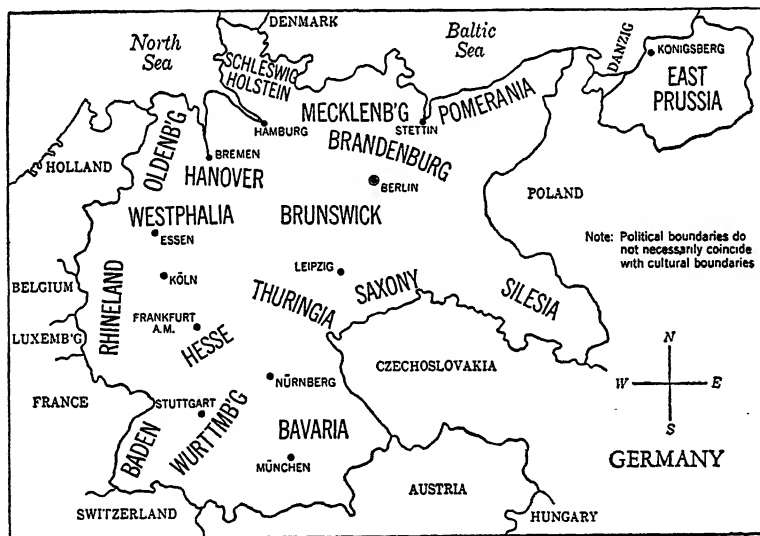 DENMARK
North
Sea
Baltic
Sea
SCHLESWIG
HOLSTEIN
DANZIG
KONIGSBERG
EAST
PRUSSIA
MECKLENB'G
POMERANIA
HAMBURG
STETTIN
OLDENB'G
BRANDENBURG
BREMEN
HOLLAND
HANOVER
BERLIN
POLAND
WESTPHALIA
BRUNSWICK
ESSEN
Note: Political boundaries do
not necessarily coincide
with cultural boundaries
LEIPZIG
KÖLN
BELGIUM
RHINELAND
THURINGIA
SAXONY
SILESIA
FRANKFURT
A.M.
HESSE
LUXEMB'G
CZECHOSLOVAKIA
N
W
E
S
NÜRNBERG
FRANCE
STUTTGART
BADEN
WURTTMB'G
BAVARIA
MÜNCHEN
GERMANY
AUSTRIA
SWITZERLAND
HUNGARY